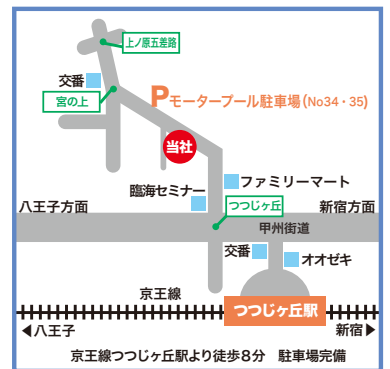 上ノ原五差路
交番
宮の上
Pモータープール駐車場(No34・35)
当社
臨海セミナー
ファミリーマート
つつじヶ丘
八王子方面
新宿方面
甲州街道
交番
オオゼキ
京王線
つつじヶ丘駅
◀八王子
新宿▶
京王線つつじヶ丘駅より徒歩8分 駐車場完備